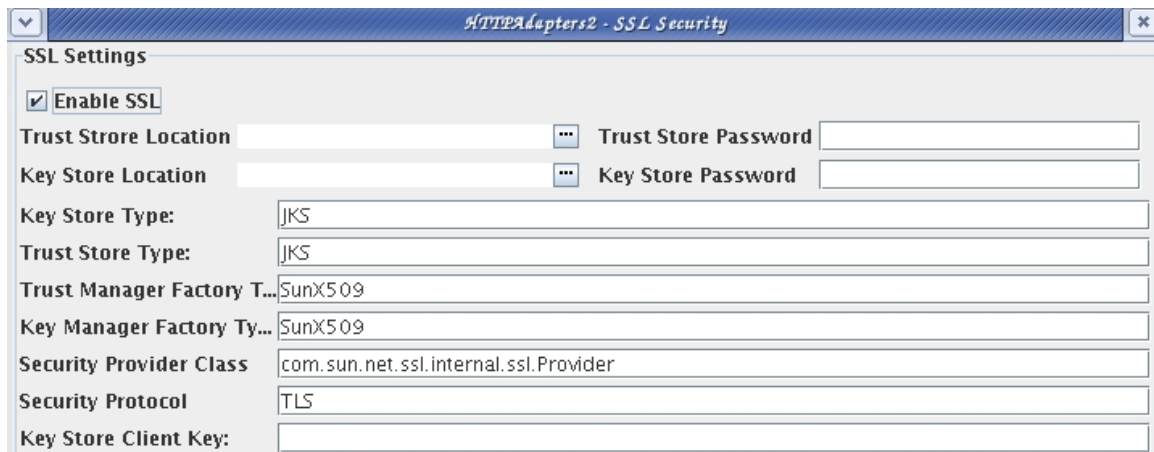 HTTPAdapters2 - SSL Security
SSL Settings
Enable SSL
Trust Strore Location ... Trust Store Password
Key Store Location ... Key Store Password
Key Store Type: JKS
Trust Store Type: JKS
Trust Manager Factory T... SunX509
Key Manager Factory Ty... SunX509
Security Provider Class com.sun.net.ssl.internal.ssl.Provider
Security Protocol TLS
Key Store Client Key: